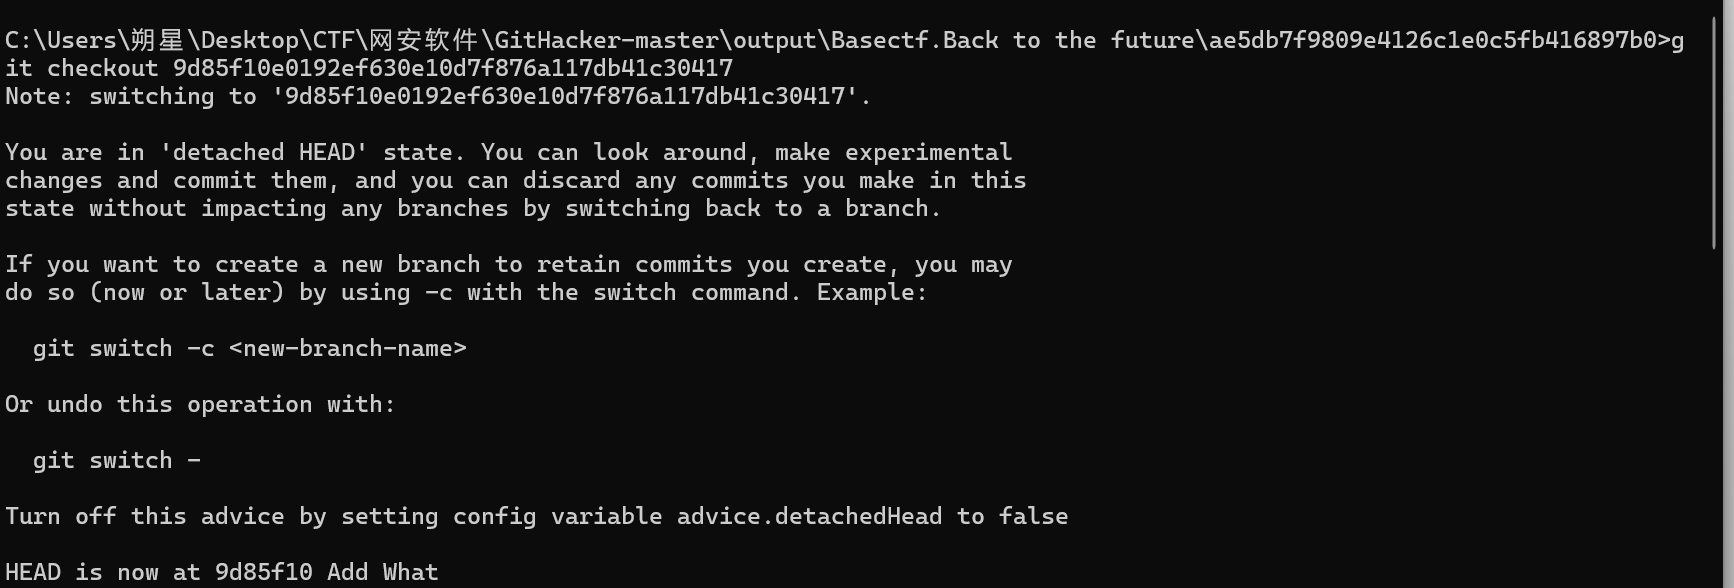 C:\Users\朔星\Desktop\CTF\网安软件\GitHacker-master\output\Basectf.Back to the future\ae5db7f9809e4126c1e0c5fb416897b0>g
it checkout 9d85f10e0192ef630e10d7f876a117db41c30417
Note: switching to '9d85f10e0192ef630e10d7f876a117db41c30417'.
You are in 'detached HEAD' state. You can look around, make experimental
changes and commit them, and you can discard any commits you make in this
state without impacting any branches by switching back to a branch.
If you want to create a new branch to retain commits you create, you may
do so (now or later) by using -c with the switch command. Example:
git switch -c <new-branch-name>
Or undo this operation with:
git switch -
Turn off this advice by setting config variable advice.detachedHead to false
HEAD is now at 9d85f10 Add What